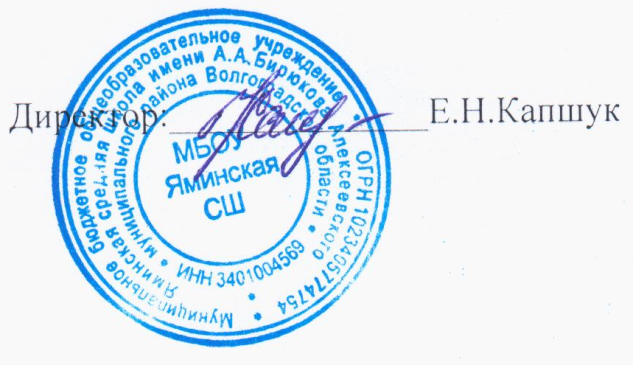 Директор: Е.Н.Капшук
Муниципальное бюджетное общеобразовательное учреждение * ОГРН 1023405774754 *
Яминская средняя школа имени А.А.Бирюкова Алексеевского
муниципального района Волгоградской области *
ИНН 3401004569 *
МБОУ
Яминская
СШ